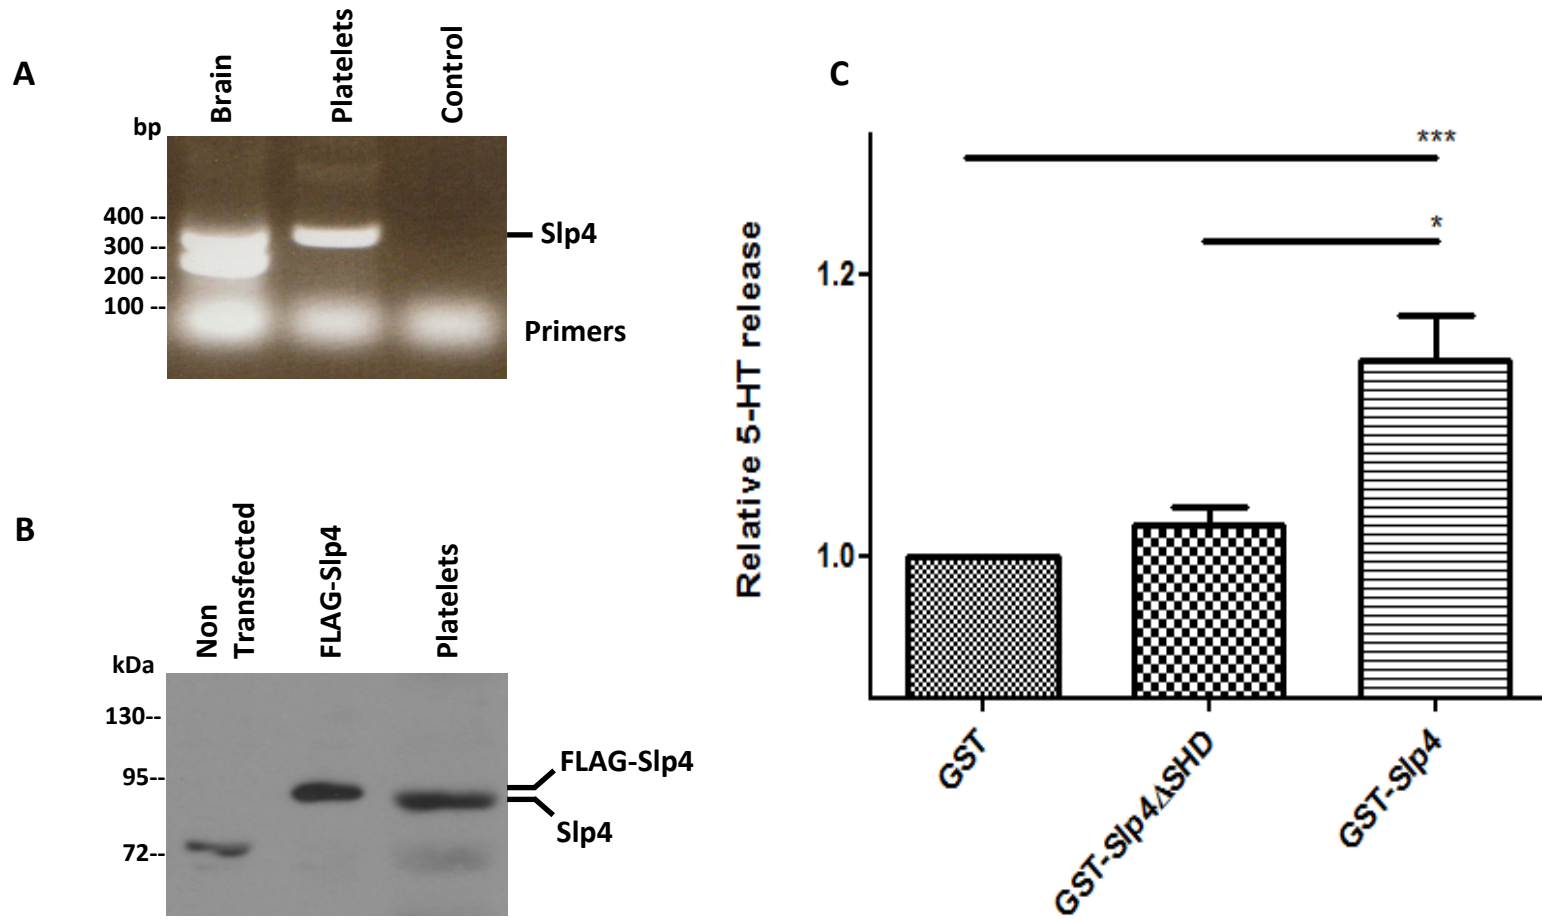 A
Brain
Platelets
Control
bp
400 --
300 --
200 --
100 --
Slp4
Primers
B
Non
Transfected
FLAG-Slp4
Platelets
kDa
130--
95--
72--
FLAG-Slp4
Slp4
C
***
*
Relative 5-HT release
1.2
1.0
GST
GST-Slp4ΔSHD
GST-Slp4